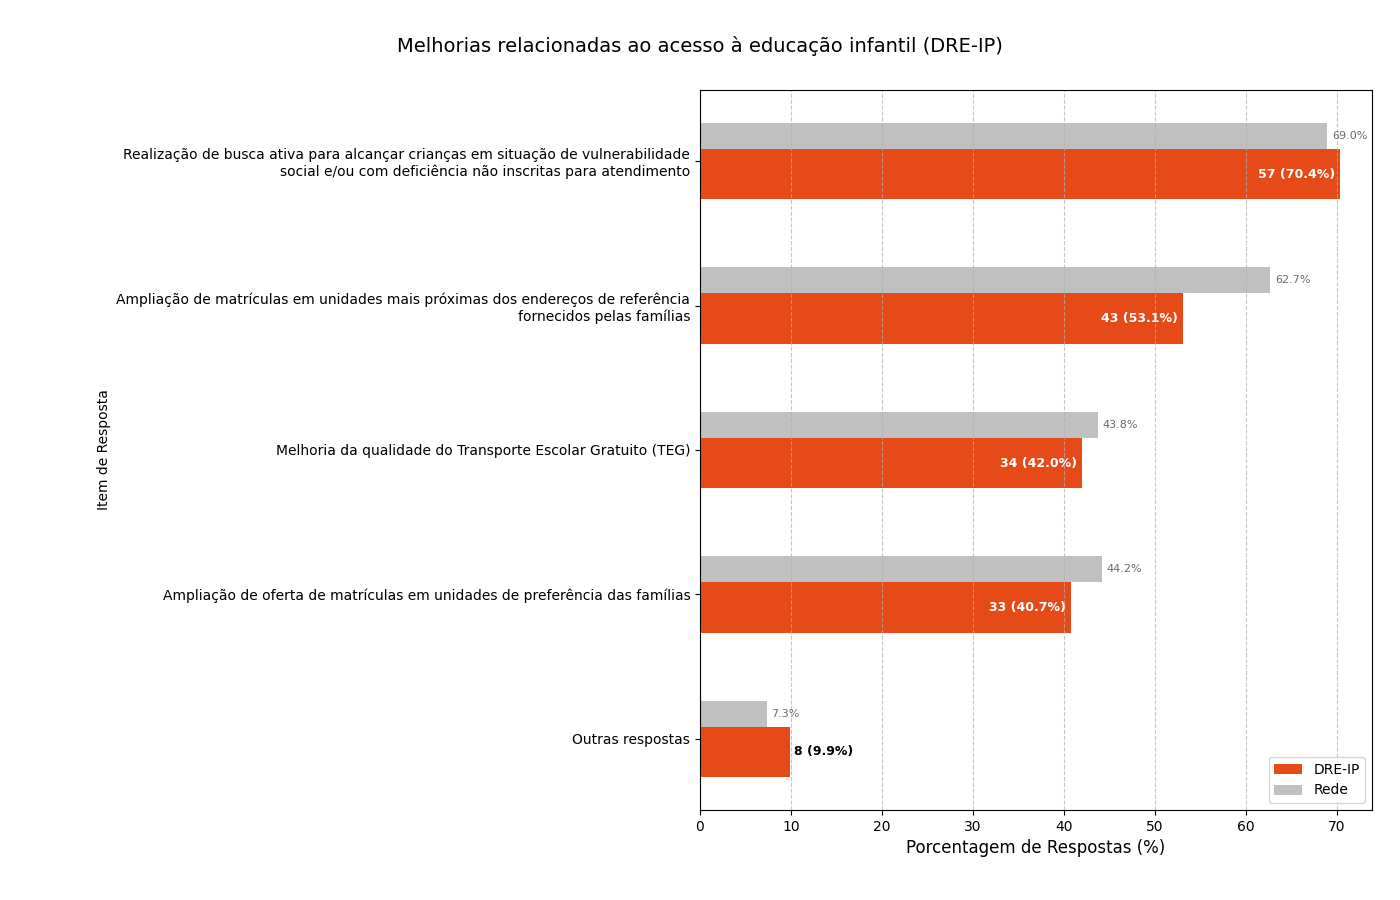 Melhorias relacionadas ao acesso à educação infantil (DRE-IP)
Realização de busca ativa para alcançar crianças em situação de vulnerabilidade
social e/ou com deficiência não inscritas para atendimento
69.0%
57 (70.4%)
Ampliação de matrículas em unidades mais próximas dos endereços de referência
fornecidos pelas famílias
62.7%
43 (53.1%)
Item de Resposta
Melhoria da qualidade do Transporte Escolar Gratuito (TEG)
43.8%
34 (42.0%)
Ampliação de oferta de matrículas em unidades de preferência das famílias
44.2%
33 (40.7%)
Outras respostas
7.3%
8 (9.9%)
DRE-IP
Rede
0 10 20 30 40 50 60 70
Porcentagem de Respostas (%)